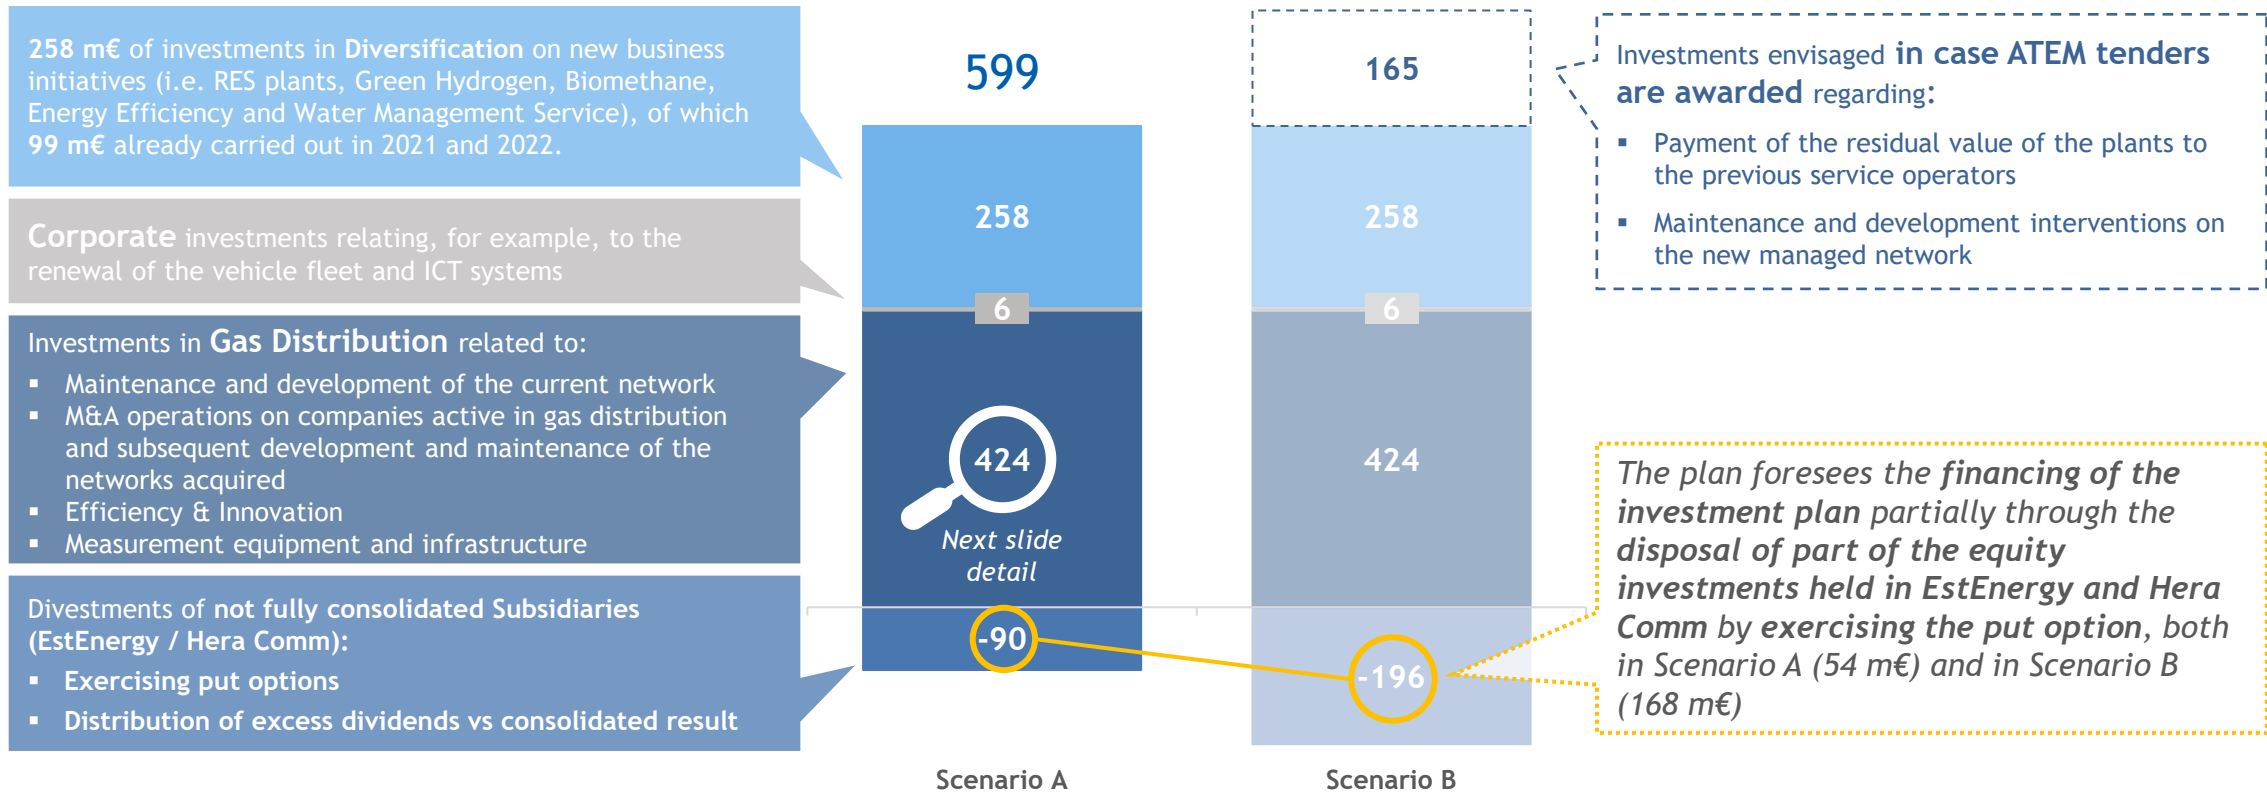 258 m€ of investments in Diversification on new business
initiatives (i.e. RES plants, Green Hydrogen, Biomethane,
Energy Efficiency and Water Management Service), of which
99 m€ already carried out in 2021 and 2022.
Corporate investments relating, for example, to the
renewal of the vehicle fleet and ICT systems
Investments in Gas Distribution related to:
▪ Maintenance and development of the current network
▪ M&A operations on companies active in gas distribution
and subsequent development and maintenance of the
networks acquired
▪ Efficiency & Innovation
▪ Measurement equipment and infrastructure
Divestments of not fully consolidated Subsidiaries
(EstEnergy / Hera Comm):
▪ Exercising put options
▪ Distribution of excess dividends vs consolidated result
599
258
6
424
Next slide
detail
-90
Scenario A
165
258
6
424
-196
Scenario B
Investments envisaged in case ATEM tenders
are awarded regarding:
▪ Payment of the residual value of the plants to
the previous service operators
▪ Maintenance and development interventions on
the new managed network
The plan foresees the financing of the
investment plan partially through the
disposal of part of the equity
investments held in EstEnergy and Hera
Comm by exercising the put option, both
in Scenario A (54 m€) and in Scenario B
(168 m€)